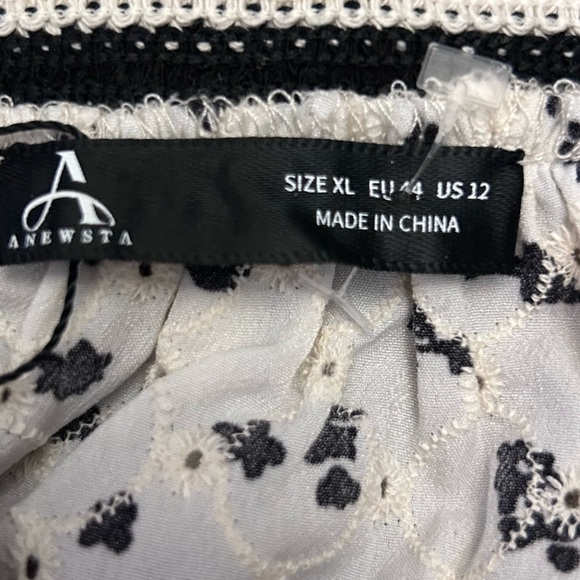 A
ANEWSTA
SIZE XL EU 44 US 12
MADE IN CHINA